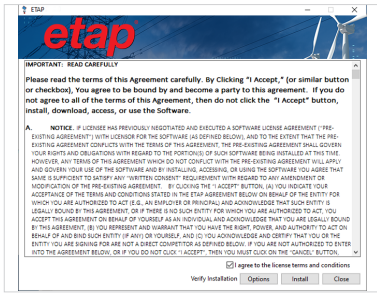 ETAP
etap
IMPORTANT: READ CAREFULLY
Please read the terms of this Agreement carefully. By Clicking "I Accept," (or similar button
or checkbox), You agree to be bound by and become a party to this agreement. If you do
not agree to all of the terms of this Agreement, then do not click the "I Accept" button,
install, download, access, or use the Software.
A. NOTICE. IF LICENSEE HAS PREVIOUSLY NEGOTIATED AND EXECUTED A SOFTWARE LICENSE AGREEMENT ("PRE-
EXISTING AGREEMENT") WITH LICENSOR FOR THE SOFTWARE (AS DEFINED BELOW), AND TO THE EXTENT THAT THE PRE-
EXISTING AGREEMENT CONFLICTS WITH THE TERMS OF THIS AGREEMENT, THE PRE-EXISTING AGREEMENT SHALL GOVERN
YOUR RIGHTS AND OBLIGATIONS WITH REGARD TO THE PORTION(S) OF SUCH SOFTWARE BEING INSTALLED AT THIS TIME,
HOWEVER, ANY TERMS OF THIS AGREEMENT WHICH DO NOT CONFLICT WITH THE PRE-EXISTING AGREEMENT WILL APPLY
AND GOVERN YOUR USE OF THE SOFTWARE AND BY INSTALLING, ACCESSING, OR USING THE SOFTWARE YOU AGREE THAT
SAME IS SUFFICIENT TO SATISFY ANY "WRITTEN CONSENT" REQUIREMENT WITH REGARD TO ANY AMENDMENT OR
MODIFICATION OF THE PRE-EXISTING AGREEMENT. BY CLICKING THE "I ACCEPT" BUTTON, (A) YOU INDICATE YOUR
ACCEPTANCE OF THE TERMS AND CONDITIONS STATED IN THE ETAP AGREEMENT BELOW ON BEHALF OF THE ENTITY FOR
WHICH YOU ARE AUTHORIZED TO ACT (E.G., AN EMPLOYER OR PRINCIPAL) AND ACKNOWLEDGE THAT SUCH ENTITY IS
LEGALLY BOUND BY THIS AGREEMENT, OR IF THERE IS NO SUCH ENTITY FOR WHICH YOU ARE AUTHORIZED TO ACT, YOU
ACCEPT THIS AGREEMENT ON BEHALF OF YOURSELF AS AN INDIVIDUAL AND ACKNOWLEDGE THAT YOU ARE LEGALLY BOUND
BY THIS AGREEMENT, (B) YOU REPRESENT AND WARRANT THAT YOU HAVE THE RIGHT, POWER, AND AUTHORITY TO ACT ON
BEHALF OF AND BIND SUCH ENTITY (IF ANY) OR YOURSELF, AND (C) YOU ACKNOWLEDGE AND CERTIFY THAT YOU OR THE
ENTITY YOU ARE SIGNING FOR ARE NOT A DIRECT COMPETITOR AS DEFINED BELOW. IF YOU ARE NOT AUTHORIZED TO ENTER
INTO THE AGREEMENT BELOW, OR IF YOU DO NOT CLICK "I ACCEPT", THEN YOU MUST CLICK ON THE "CANCEL" BUTTON,
I agree to the license terms and conditions
Verify Installation Options Install Close